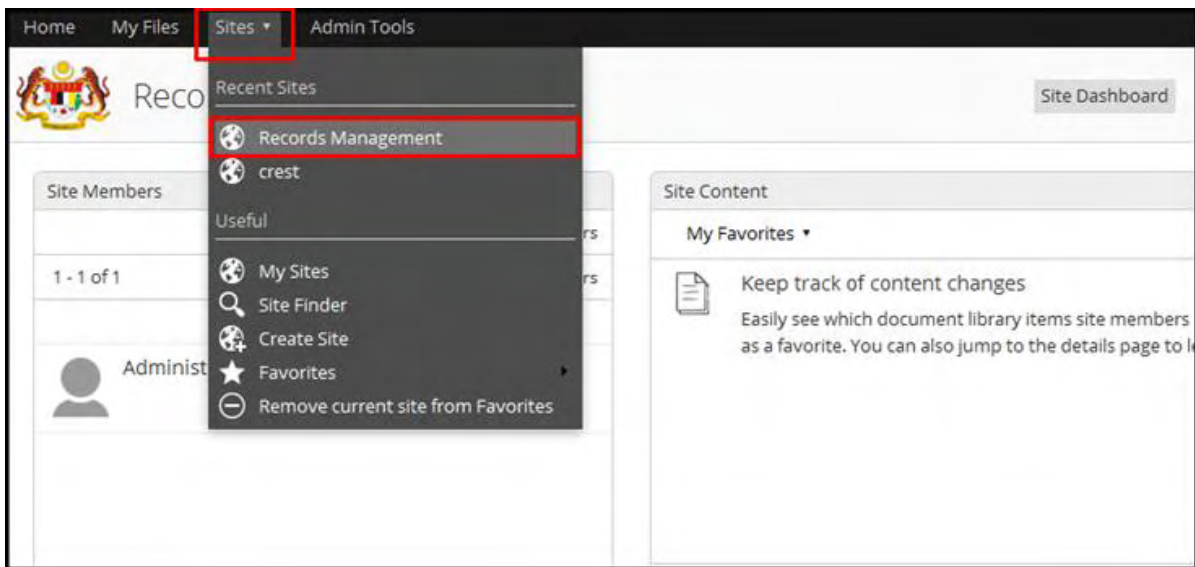 Home My Files Sites Admin Tools
Reco
Site Dashboard
Recent Sites
Records Management
crest
Useful
My Sites
Site Finder
Create Site
Favorites
Remove current site from Favorites
Site Members
rs
1 - 1 of 1
rs
Administ
Site Content
My Favorites
Keep track of content changes
Easily see which document library items site members
as a favorite. You can also jump to the details page to l